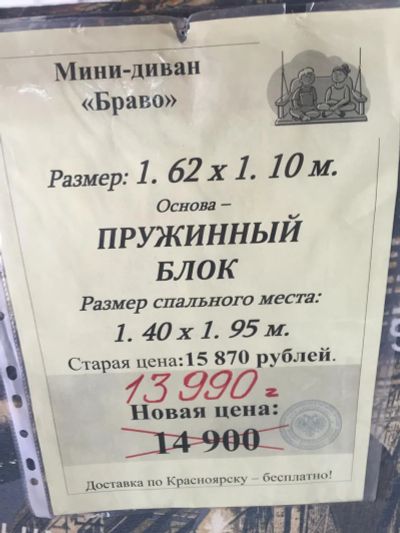 Мини-диван
«Браво»
Размер: 1. 62 х 1. 10 м.
Основа –
ПРУЖИННЫЙ
БЛОК
Размер спального места:
1. 40 х 1. 95 м.
Старая цена:15 870 рублей.
13 990
Новая цена:
14 900
Доставка по Красноярску – бесплатно!